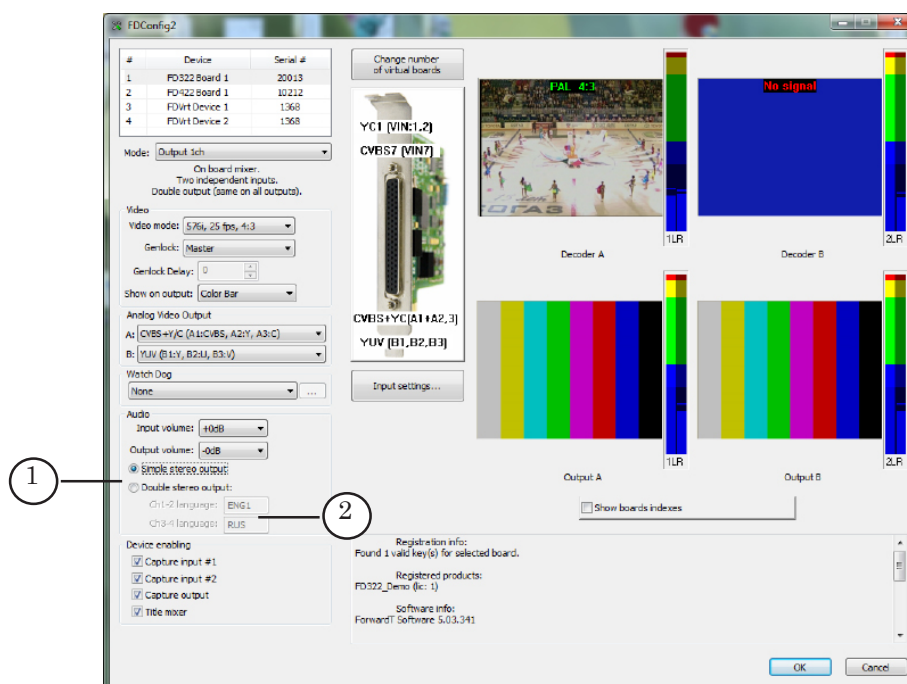 FDConfig2
# Device Serial #
1 FD322 Board 1 20013
2 FD422 Board 1 10212
3 FDVrt Device 1 1368
4 FDVrt Device 2 1368
Mode: Output 1ch
On board mixer.
Two independent inputs.
Double output (same on all outputs).
Video
Video mode: 576i, 25 fps, 4:3
Genlock: Master
Genlock Delay: 0
Show on output: Color Bar
Analog Video Output
A: CVBS+Y/C (A1:CVBS, A2:Y, A3:C)
B: YUV (B1:Y, B2:U, B3:V)
Watch Dog
None ...
Audio
Input volume: +0dB
Output volume: -0dB
Simple stereo output
Double stereo output:
Ch1-2 language: ENG1
Ch3-4 language: RUS
1
2
Device enabling
Capture input #1
Capture input #2
Capture output
Title mixer
Change number
of virtual boards
YC1 (VIN:1,2)
CVBS7 (VIN7)
CVBS+YC(A1+A2,3)
YUV (B1,B2,B3)
Input settings...
PAL 4:3
ОГАЗ
1LR
Decoder A
No signal
2LR
Decoder B
1LR
Output A
2LR
Output B
Show boards indexes
Registration info:
Found 1 valid key(s) for selected board.
Registered products:
FD322_Demo (lic: 1)
Software info:
ForwardT Software 5.03.341
OK Cancel